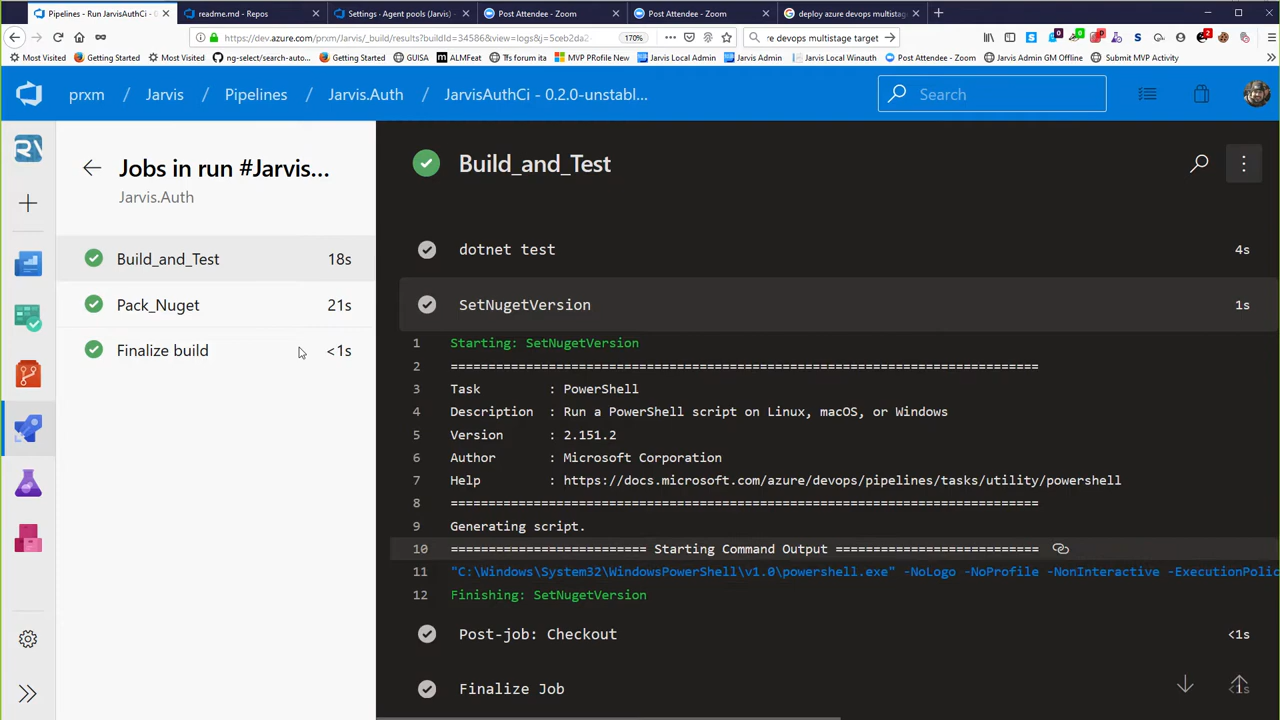 Pipelines - Run JarvisAuthCi - 0
readme.md - Repos
Settings - Agent pools (Jarvis) -
Post Attendee - Zoom
Post Attendee - Zoom
deploy azure devops multistage
https://dev.azure.com/prxm/Jarvis/_build/results?buildId=34586&view=logs&j=5ceb2da2-
170%
re devops multistage target
Most Visited
Getting Started
Most Visited
ng-select/search-auto...
Getting Started
GUISA
ALMFeat
Tfs forum ita
MVP PRofile New
Jarvis Local Admin
Jarvis Admin
Jarvis Local Winauth
Post Attendee - Zoom
Jarvis Admin GM Offline
Submit MVP Activity
prxm / Jarvis / Pipelines / Jarvis.Auth / JarvisAuthCi - 0.2.0-unstabl...
Search
Jobs in run #Jarvis...
Jarvis.Auth
Build_and_Test 18s
Pack_Nuget 21s
Finalize build <1s
Build_and_Test
dotnet test 4s
SetNugetVersion 1s
1 Starting: SetNugetVersion
2 ==============================================================================
3 Task : PowerShell
4 Description : Run a PowerShell script on Linux, macOS, or Windows
5 Version : 2.151.2
6 Author : Microsoft Corporation
7 Help : https://docs.microsoft.com/azure/devops/pipelines/tasks/utility/powershell
8 ==============================================================================
9 Generating script.
10 ========================== Starting Command Output ===========================
11 "C:\Windows\System32\WindowsPowerShell\v1.0\powershell.exe" -NoLogo -NoProfile -NonInteractive -ExecutionPolic
12 Finishing: SetNugetVersion
Post-job: Checkout <1s
Finalize Job <1s